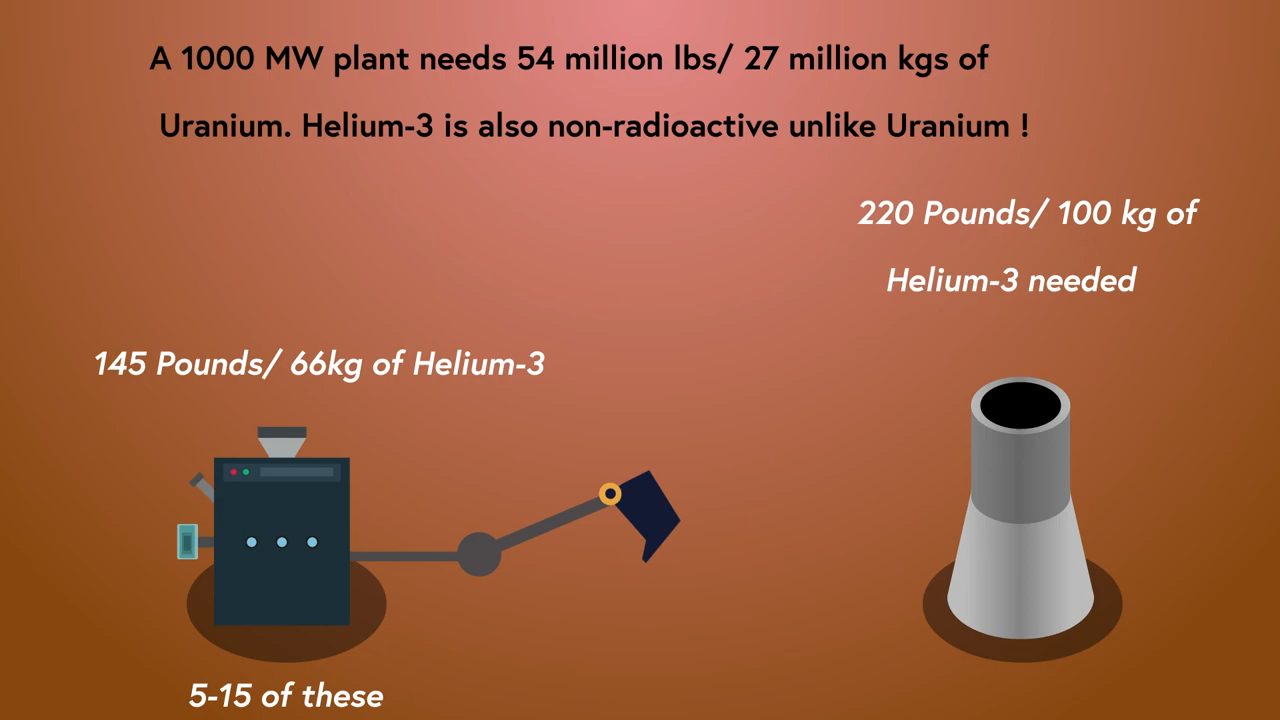 A 1000 MW plant needs 54 million lbs/ 27 million kgs of
Uranium. Helium-3 is also non-radioactive unlike Uranium !
220 Pounds/ 100 kg of
Helium-3 needed
145 Pounds/ 66kg of Helium-3
5-15 of these